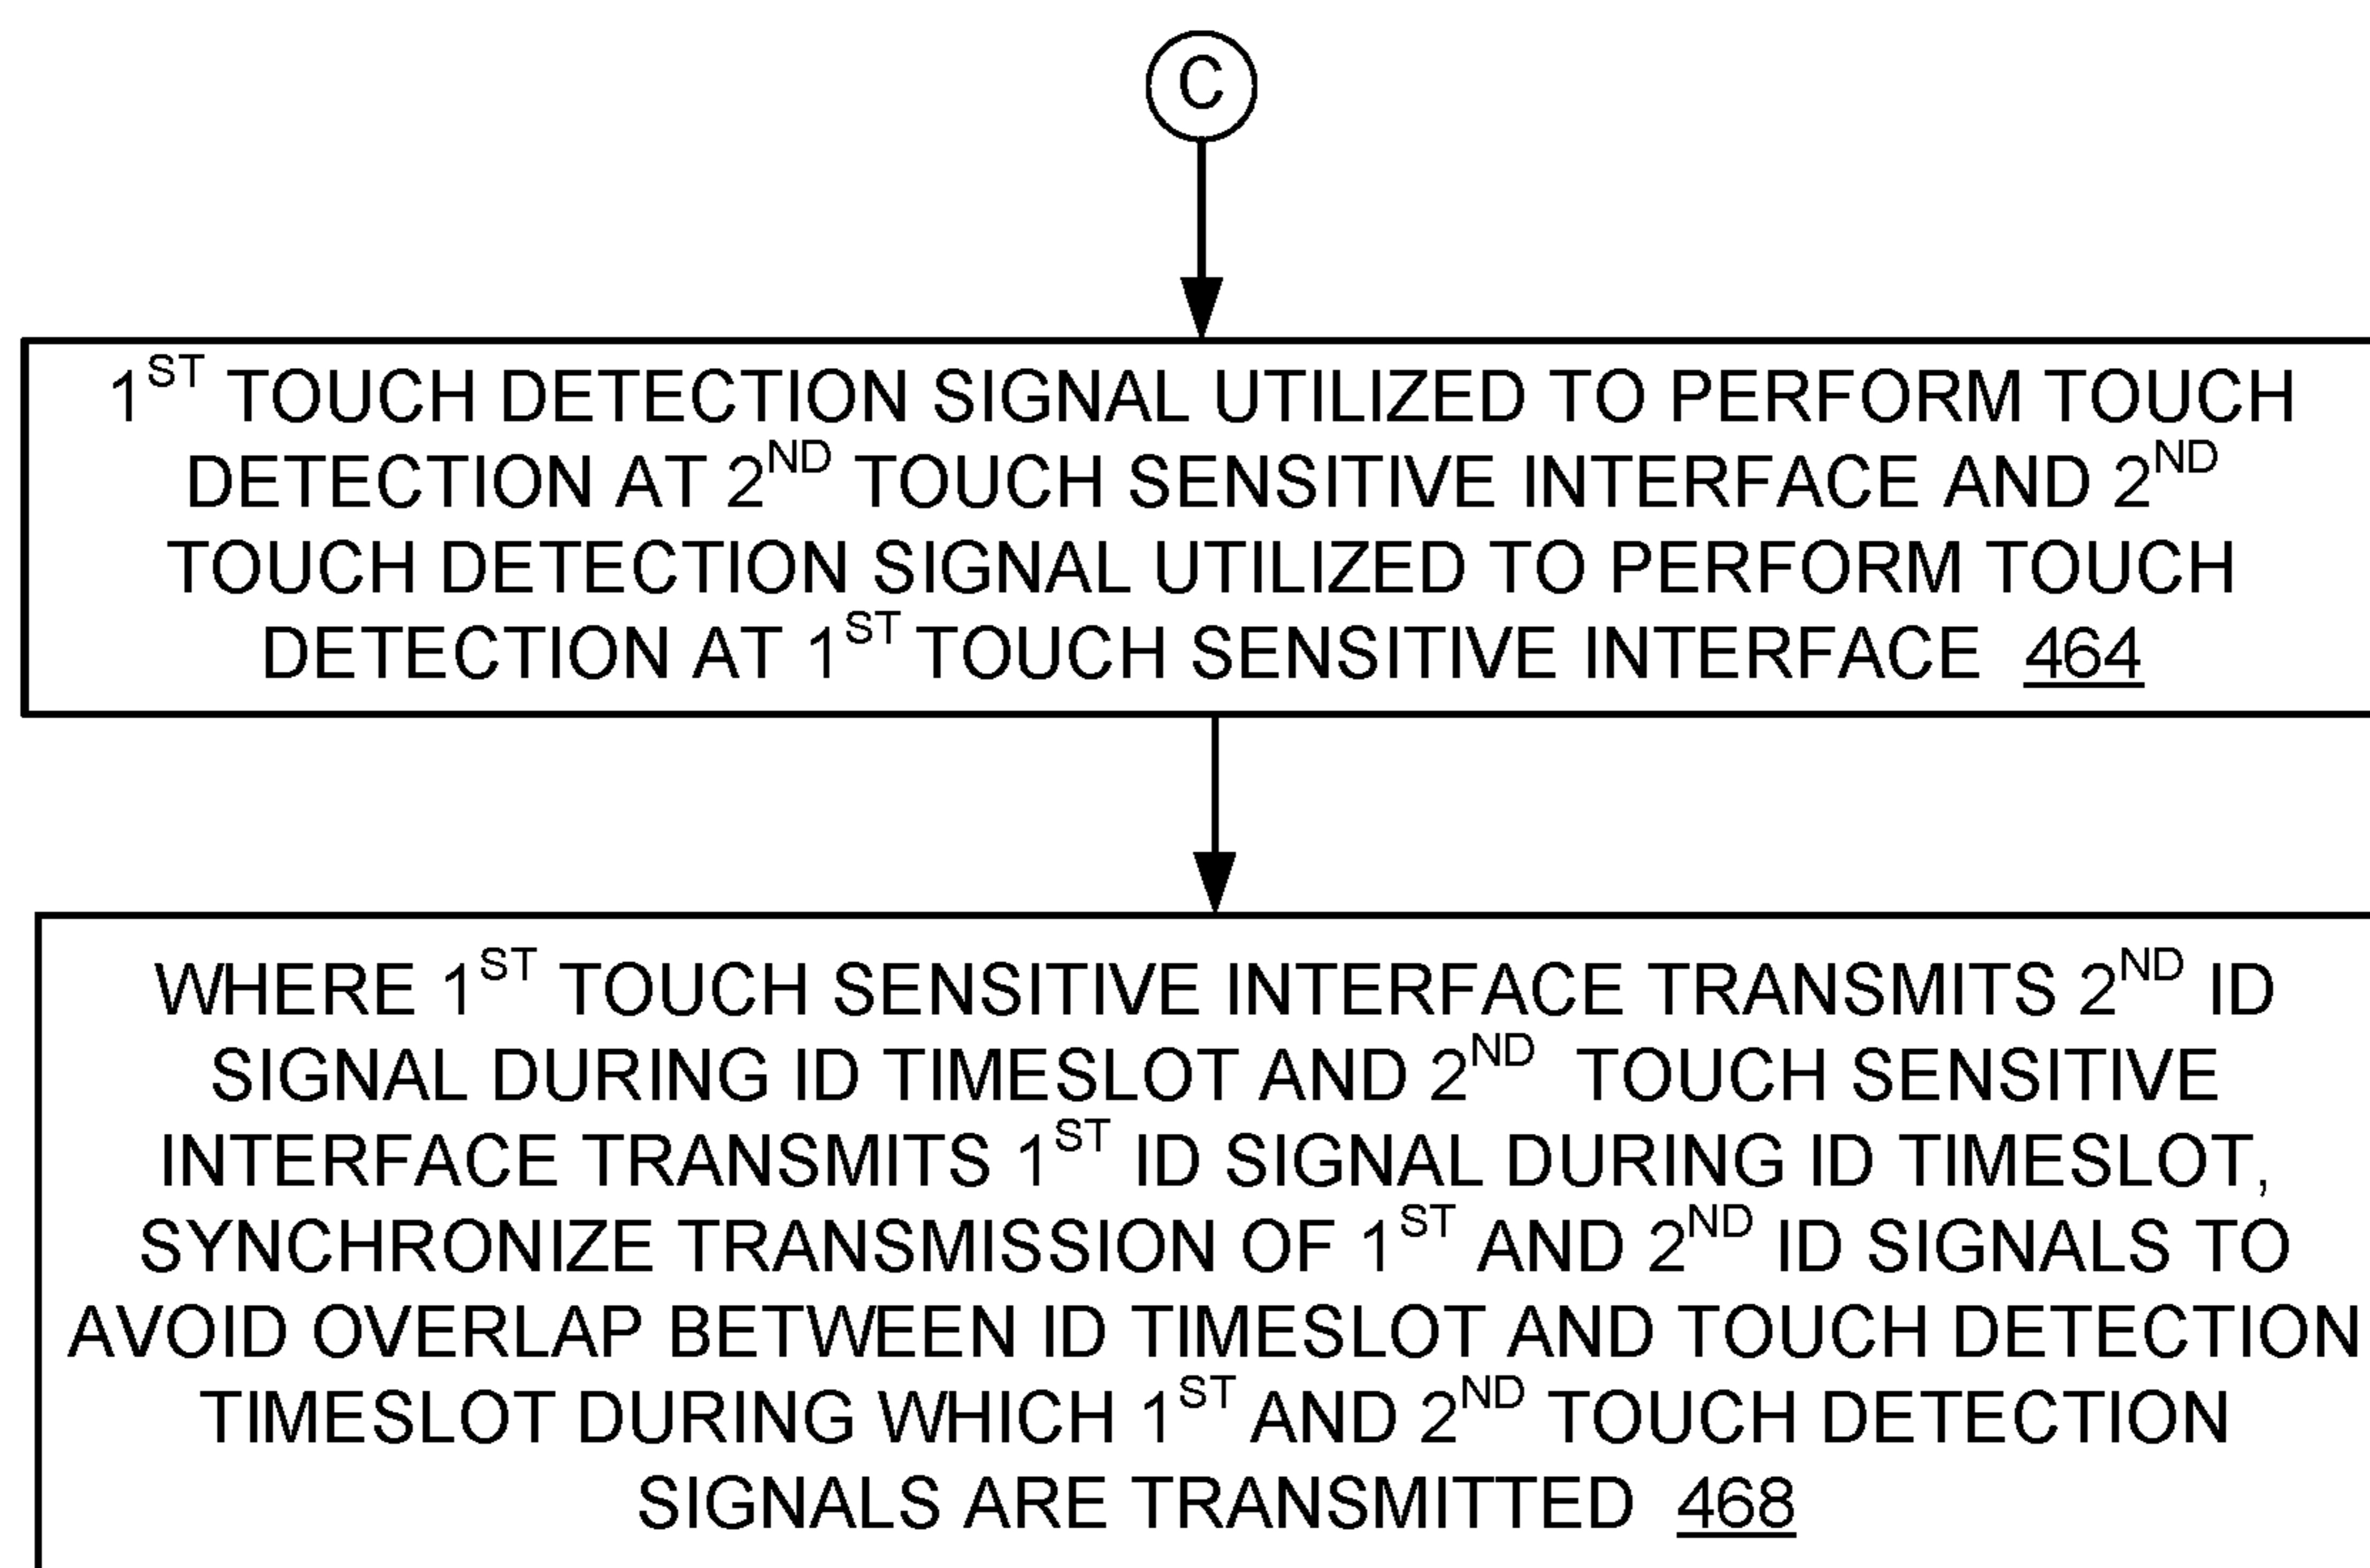 C
1ST TOUCH DETECTION SIGNAL UTILIZED TO PERFORM TOUCH
DETECTION AT 2ND TOUCH SENSITIVE INTERFACE AND 2ND
TOUCH DETECTION SIGNAL UTILIZED TO PERFORM TOUCH
DETECTION AT 1ST TOUCH SENSITIVE INTERFACE 464
WHERE 1ST TOUCH SENSITIVE INTERFACE TRANSMITS 2ND ID
SIGNAL DURING ID TIMESLOT AND 2ND TOUCH SENSITIVE
INTERFACE TRANSMITS 1ST ID SIGNAL DURING ID TIMESLOT,
SYNCHRONIZE TRANSMISSION OF 1ST AND 2ND ID SIGNALS TO
AVOID OVERLAP BETWEEN ID TIMESLOT AND TOUCH DETECTION
TIMESLOT DURING WHICH 1ST AND 2ND TOUCH DETECTION
SIGNALS ARE TRANSMITTED 468